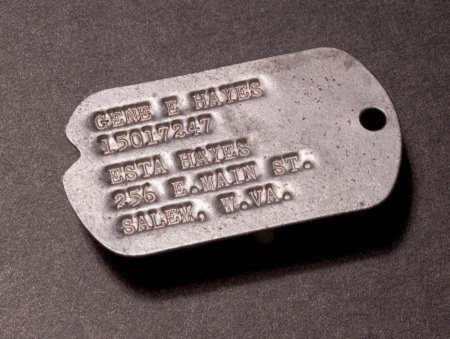 GENE E HAYES
15017247
ESTA HAYES
256 E.MAIN ST.
SALEM, W.VA.